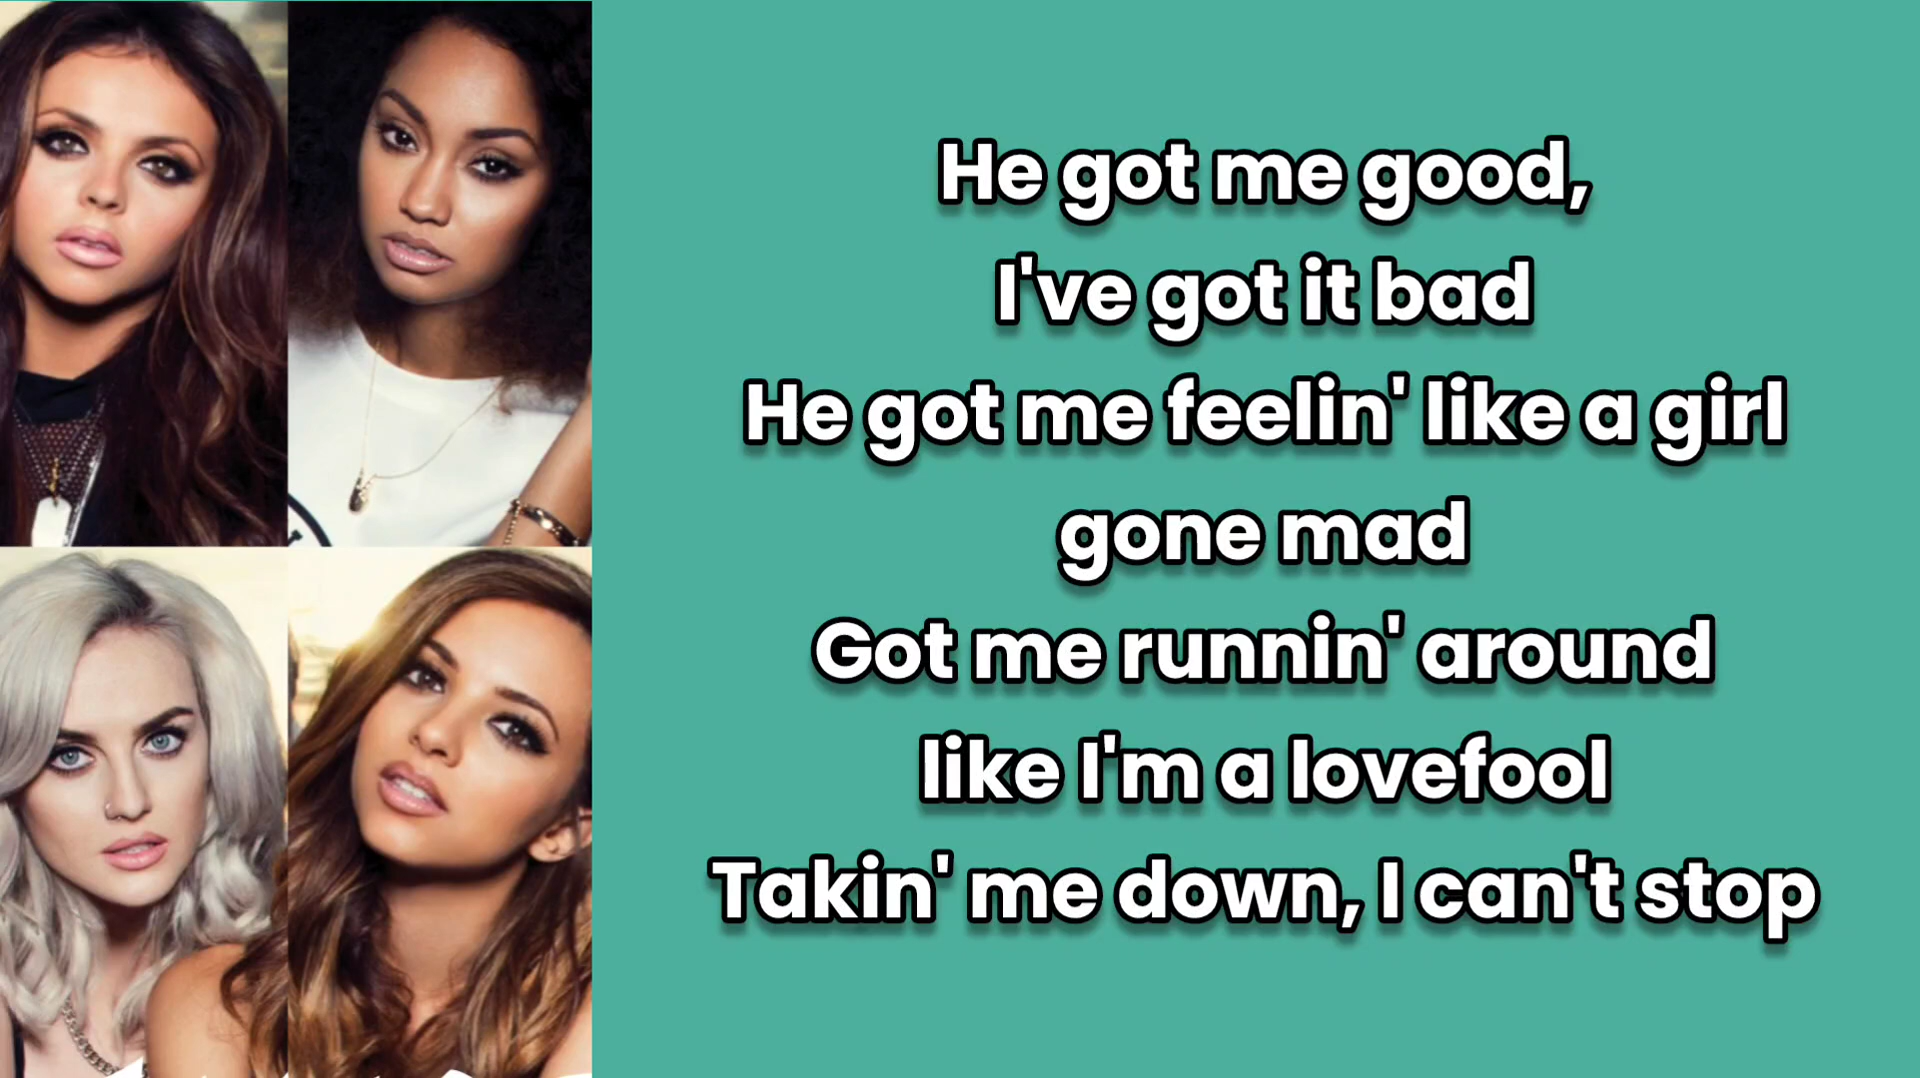 He got me good,
I've got it bad
He got me feelin' like a girl
gone mad
Got me runnin' around
like I'm a lovefool
Takin' me down, I can't stop